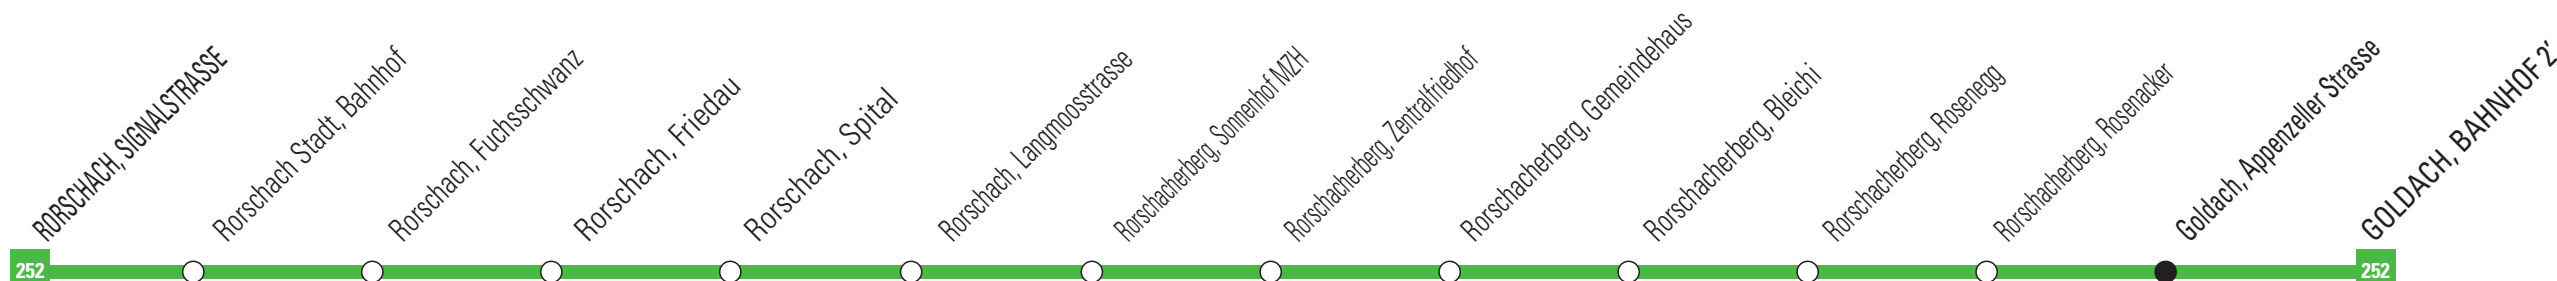 RORSCHACH, SIGNALSTRASSE
Rorschach Stadt, Bahnhof
Rorschach, Fuchsschwanz
Rorschach, Friedau
Rorschach, Spital
Rorschach, Langmoosstrasse
Rorschacherberg, Sonnenhof MZH
Rorschacherberg, Zentralfriedhof
Rorschacherberg, Gemeindehaus
Rorschacherberg, Bleichi
Rorschacherberg, Rosenegg
Rorschacherberg, Rosenacker
Goldach, Appenzeller Strasse
GOLDACH, BAHNHOF 2'
252
252